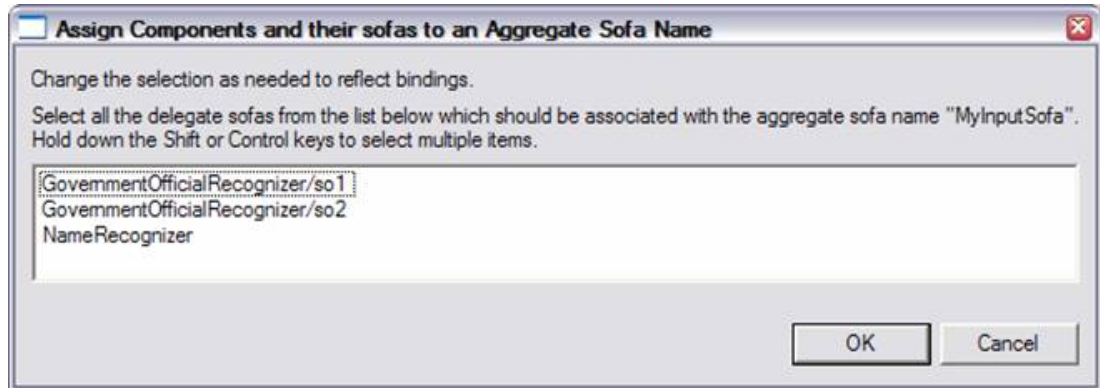 Assign Components and their sofas to an Aggregate Sofa Name
Change the selection as needed to reflect bindings.
Select all the delegate sofas from the list below which should be associated with the aggregate sofa name "MyInputSofa".
Hold down the Shift or Control keys to select multiple items.
GovernmentOfficialRecognizer/so1
GovernmentOfficialRecognizer/so2
NameRecognizer
OK
Cancel